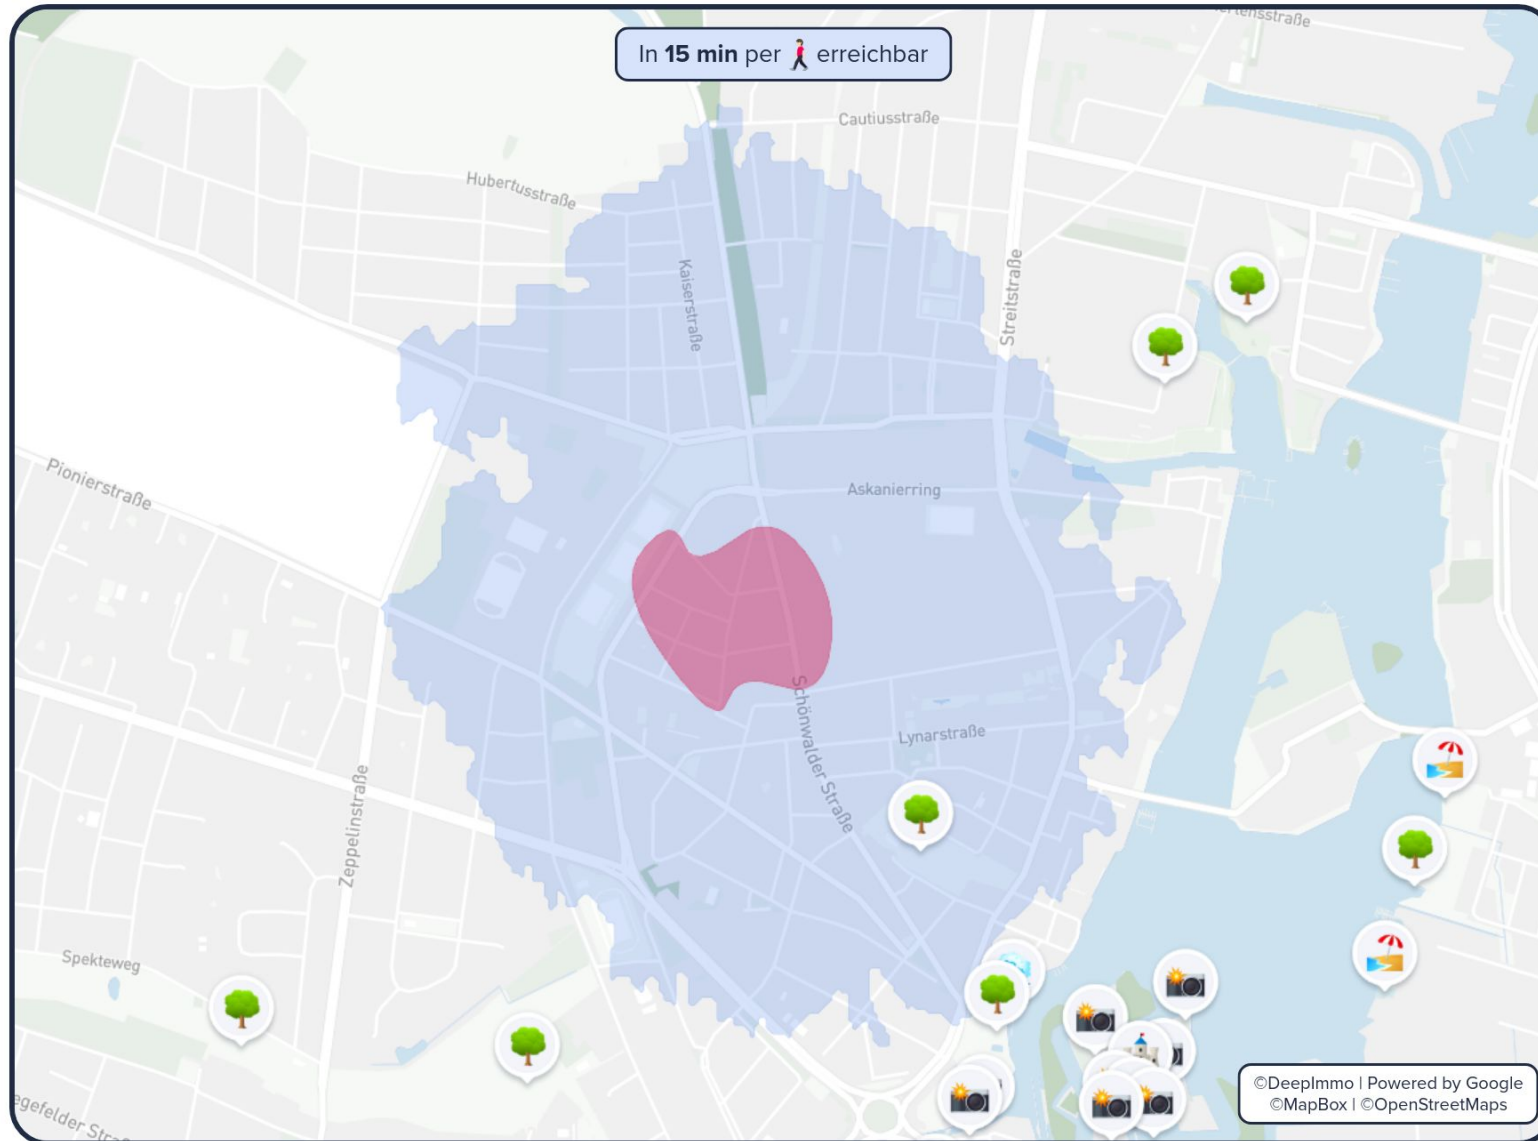 In 15 min per erreichbar
Cautiusstraße
Hubertusstraße
Kaiserstraße
Streitstraße
Pionierstraße
Askanierring
Schönwalder Straße
Lynarstraße
Zeppelinstraße
Spekteweg
©DeepImmo | Powered by Google
©MapBox | ©OpenStreetMaps